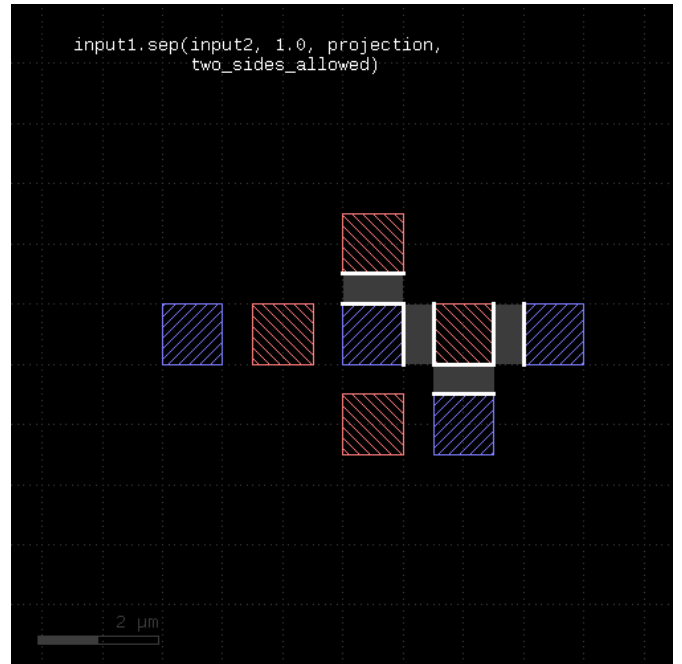 input1.sep(input2, 1.0, projection,
two_sides_allowed)
2 µm